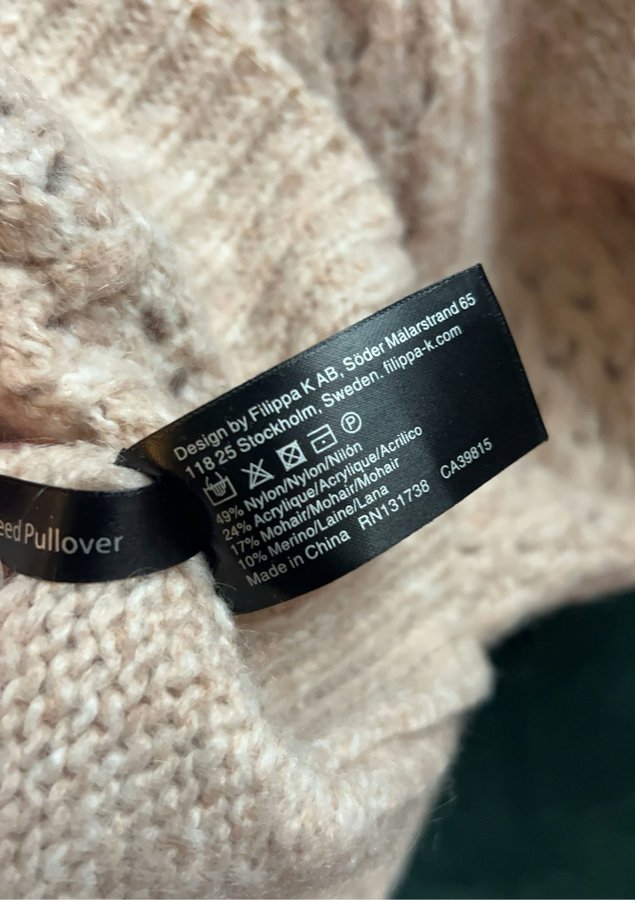 Design by Filippa K AB, Söder Mälarstrand 65
118 25 Stockholm, Sweden. filippa-k.com
P
49% Nylon/Nylon/Nilón
24% Acrylique/Acrylique/Acrilico
17% Mohair/Mohair/Mohair
10% Merino/Laine/Lana
Made in China RN131738 CA39815
Pullover